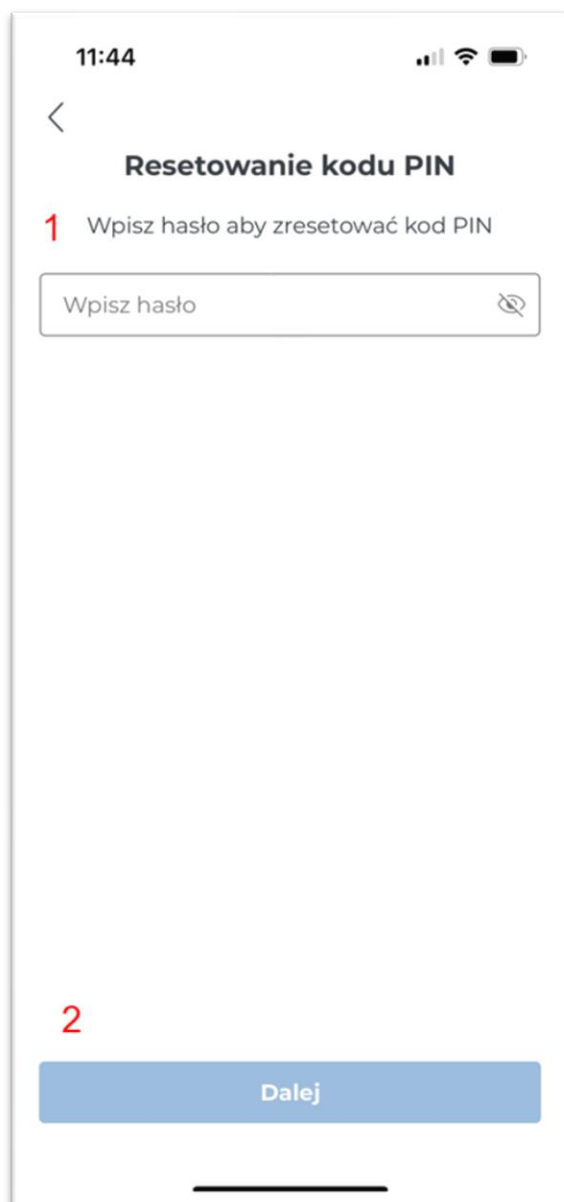 11:44
Resetowanie kodu PIN
1 Wpisz hasło aby zresetować kod PIN
Wpisz hasło
2
Dalej